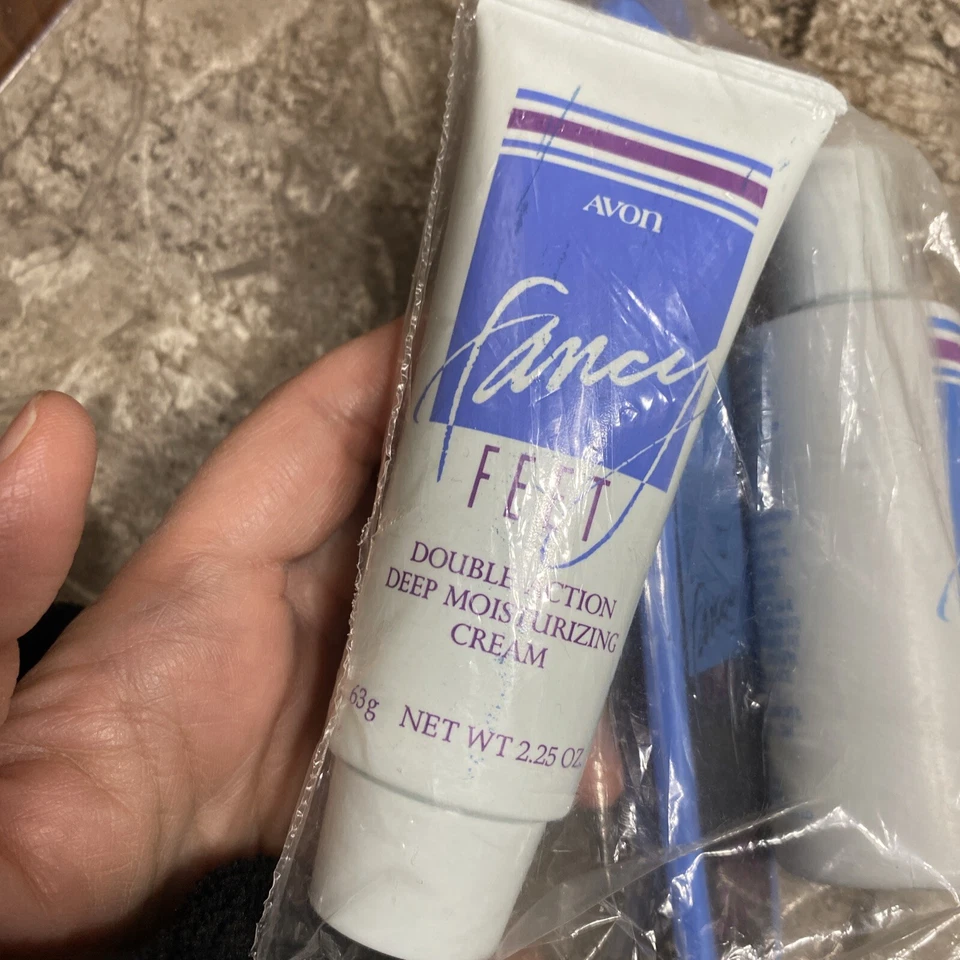 AVON
fancy
FEET
DOUBLE ACTION
DEEP MOISTURIZING
CREAM
63g NET WT 2.25 OZ.